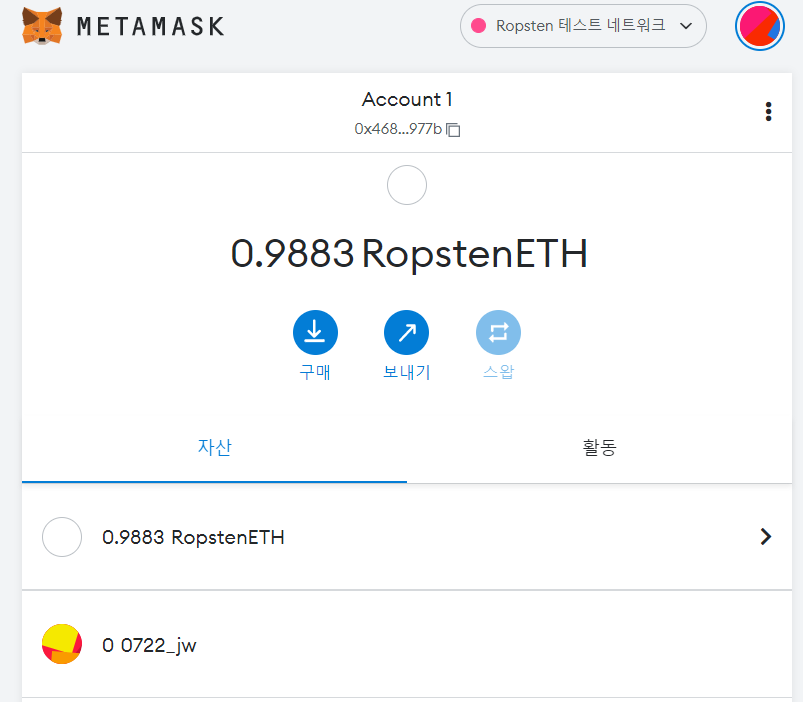 METAMASK
Ropsten 테스트 네트워크
Account 1
0x468...977b
0.9883 RopstenETH
구매
보내기
스왑
자산
활동
0.9883 RopstenETH
0 0722_jw